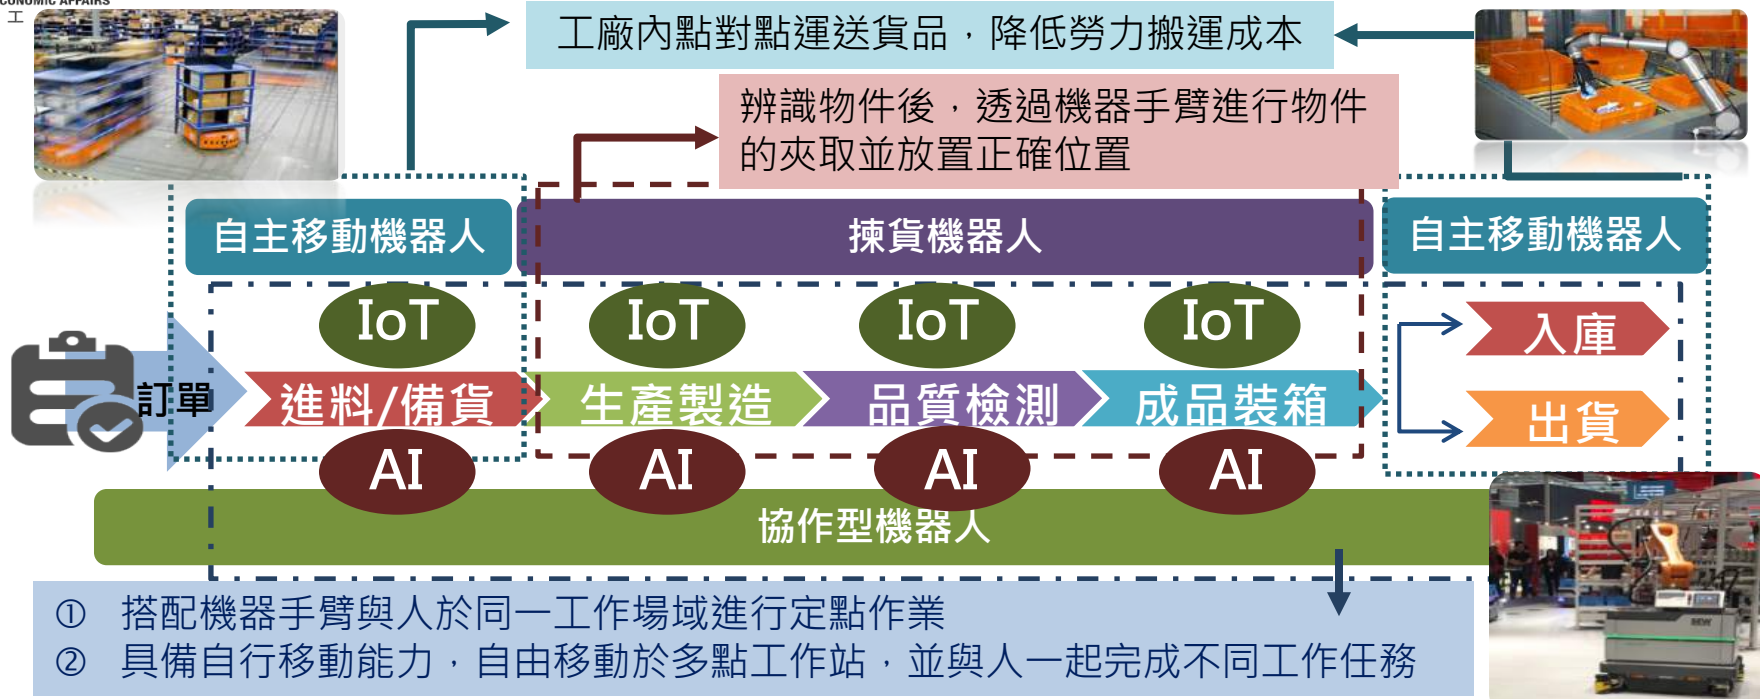 ECONOMIC AFFAIRS
工
工廠內點對點運送貨品，降低勞力搬運成本
辨識物件後，透過機器手臂進行物件
的夾取並放置正確位置
自主移動機器人
揀貨機器人
自主移動機器人
IoT
IoT
IoT
IoT
訂單
進料/備貨
生產製造
品質檢測
成品裝箱
入庫
出貨
AI
AI
AI
AI
協作型機器人
① 搭配機器手臂與人於同一工作場域進行定點作業
② 具備自行移動能力，自由移動於多點工作站，並與人一起完成不同工作任務
SEW